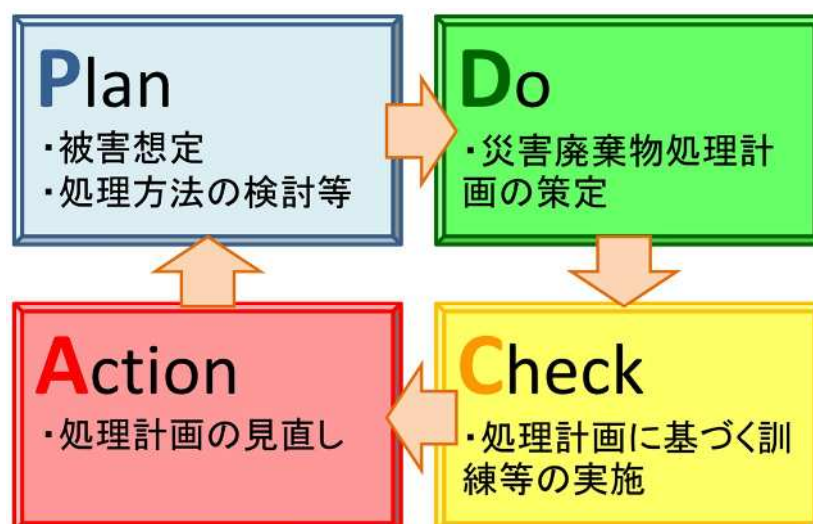 Plan
・被害想定
・処理方法の検討等
Do
・災害廃棄物処理計
画の策定
Check
・処理計画に基づく訓
練等の実施
Action
・処理計画の見直し